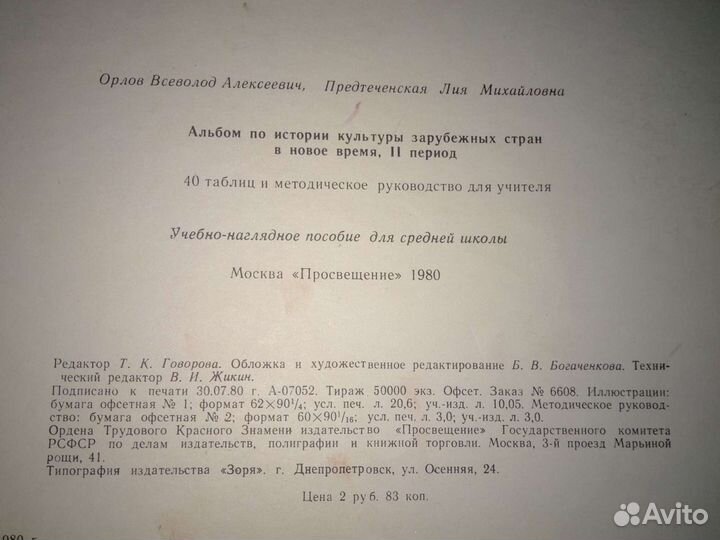 Орлов Всеволод Алексеевич, Предтеченская Лия Михайловна
Альбом по истории культуры зарубежных стран
в новое время, II период
40 таблиц и методическое руководство для учителя
Учебно-наглядное пособие для средней школы
Москва «Просвещение» 1980
Редактор Т. К. Говорова. Обложка и художественное редактирование Б. В. Богаченкова. Техни-
ческий редактор В. И. Жикин.
Подписано к печати 30.07.80 г. А-07052. Тираж 50000 экз. Офсет. Заказ № 6608. Иллюстрации:
бумага офсетная № 1; формат 62×90¹/₄; усл. печ. л. 20,6; уч.-изд. л. 10,05. Методическое руковод-
ство: бумага офсетная № 2; формат 60×90¹/₁₆; усл. печ. л. 3,0; уч.-изд. л. 3,0.
Ордена Трудового Красного Знамени издательство «Просвещение» Государственного комитета
РСФСР по делам издательств, полиграфии и книжной торговли. Москва, 3-й проезд Марьиной
рощи, 41.
Типография издательства «Зоря». г. Днепропетровск, ул. Осенняя, 24.
Цена 2 руб. 83 коп.
980 г.
Avito